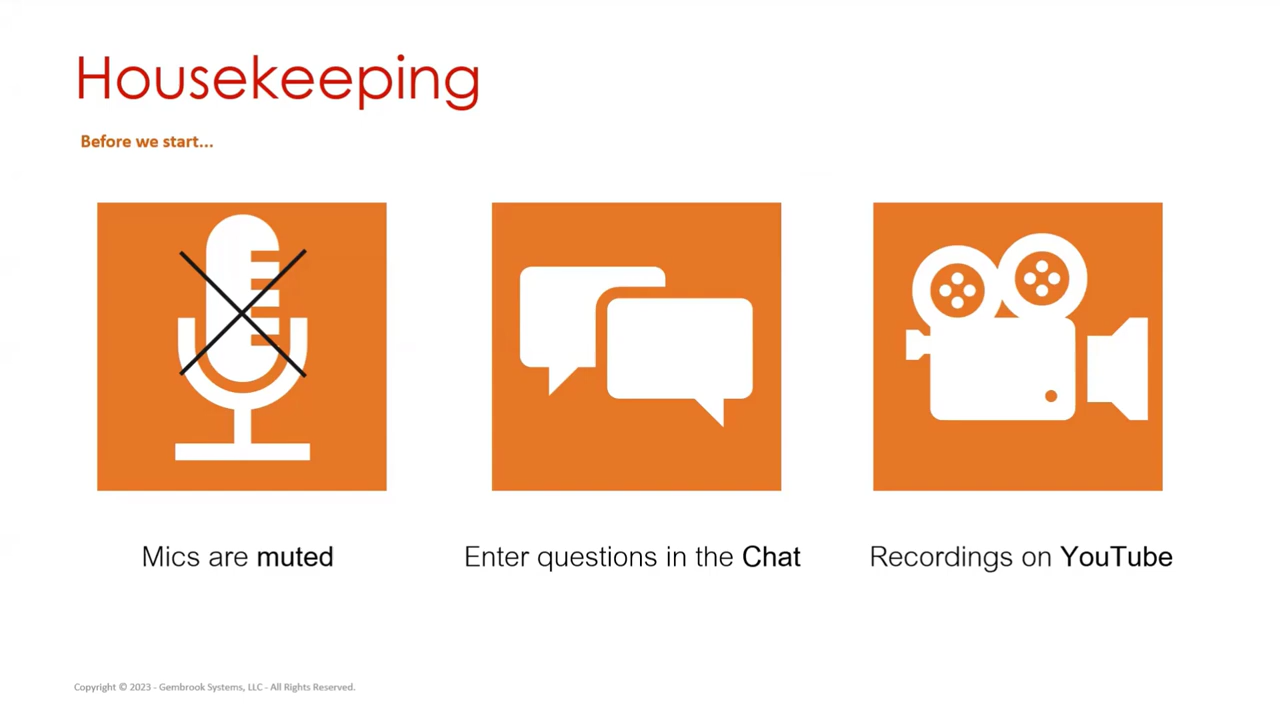 Housekeeping
Before we start...
Mics are muted
Enter questions in the Chat
Recordings on YouTube
Copyright © 2023 - Gembrook Systems, LLC - All Rights Reserved.